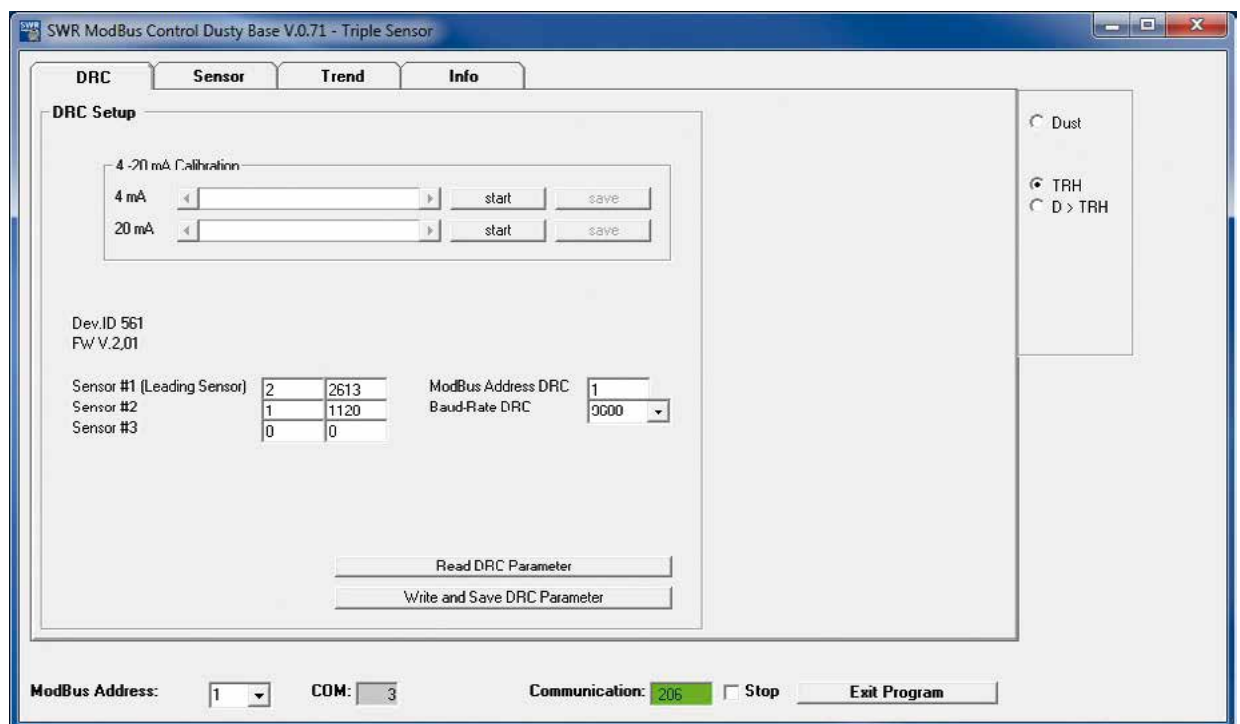 SWR ModBus Control Dusty Base V.0.71 - Triple Sensor
DRC Sensor Trend Info
DRC Setup
4 -20 mA Calibration
4 mA start save
20 mA start save
Dust
TRH
D > TRH
Dev.ID 561
FW V.2,01
Sensor #1 (Leading Sensor) 2 2613
Sensor #2 1 1120
Sensor #3 0 0
ModBus Address DRC 1
Baud-Rate DRC 9600
Read DRC Parameter
Write and Save DRC Parameter
ModBus Address: 1 COM: 3 Communication: 206 Stop Exit Program